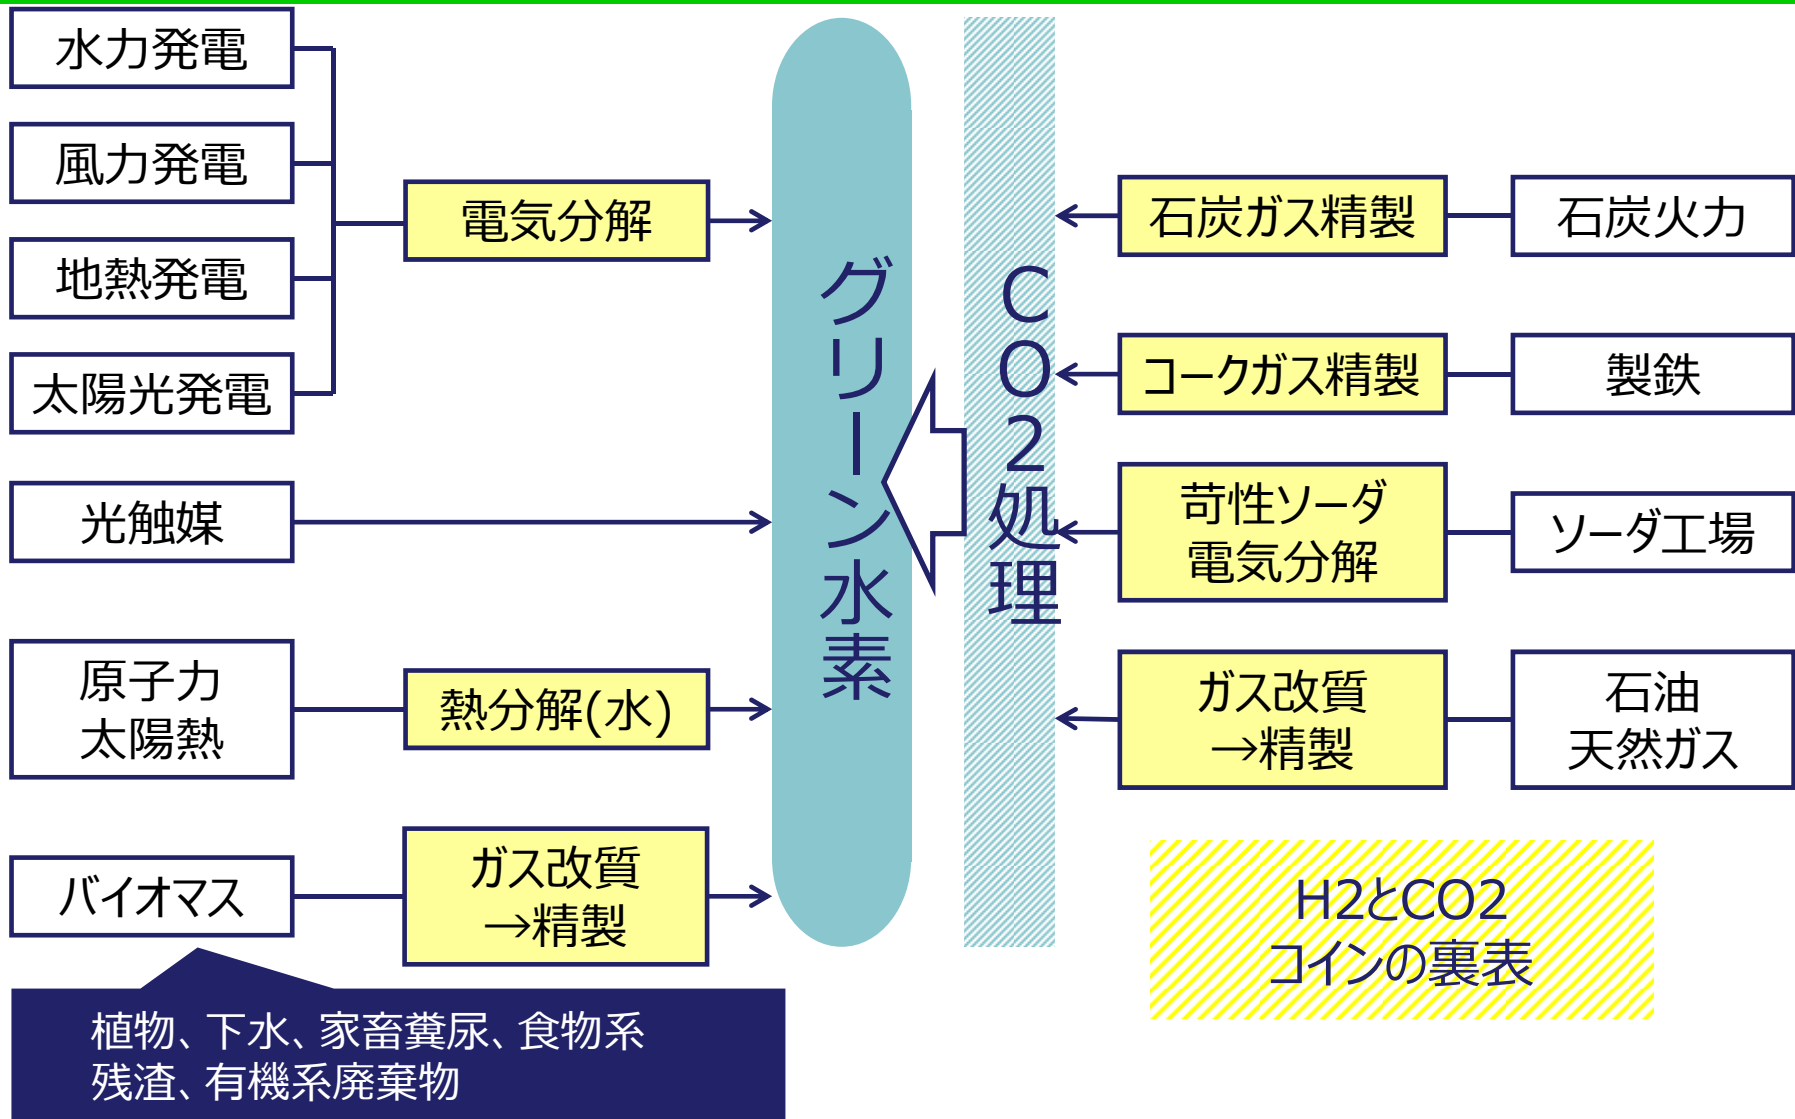 水力発電
風力発電
地熱発電
太陽光発電
電気分解
光触媒
原子力
太陽熱
熱分解(水)
バイオマス
ガス改質
→精製
植物、下水、家畜糞尿、食物系
残渣、有機系廃棄物
グリーン水素
CO2処理
石炭ガス精製
石炭火力
コークガス精製
製鉄
苛性ソーダ
電気分解
ソーダ工場
ガス改質
→精製
石油
天然ガス
H2とCO2
コインの裏表